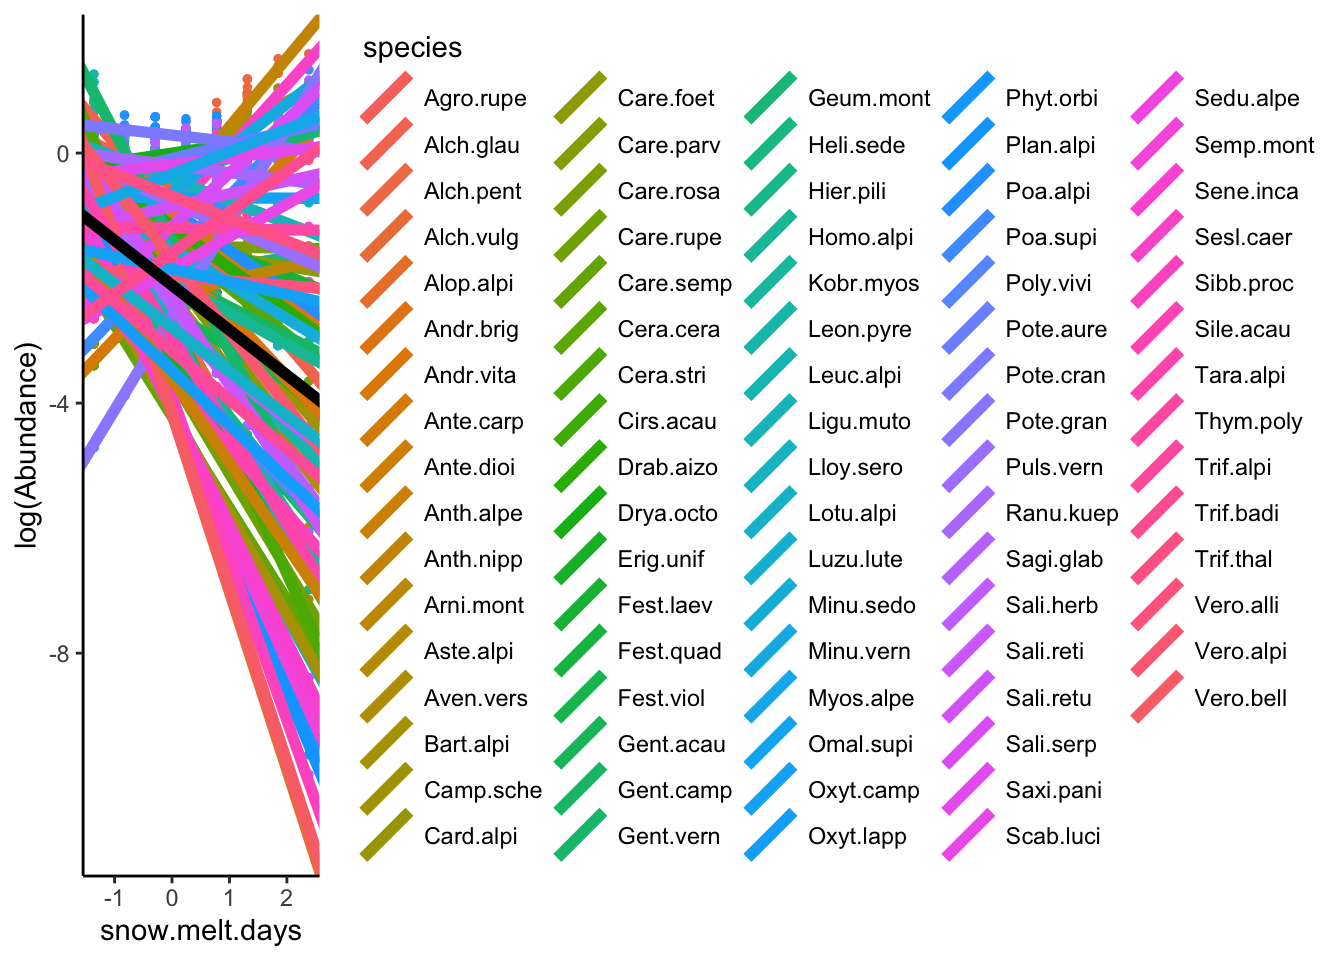 species
Agro.rupe
Alch.glau
Alch.pent
Alch.vulg
Alop.alpi
Andr.brig
Andr.vita
Ante.carp
Ante.dioi
Anth.alpe
Anth.nipp
Arni.mont
Aste.alpi
Aven.vers
Bart.alpi
Camp.sche
Card.alpi
Care.foet
Care.parv
Care.rosa
Care.rupe
Care.semp
Cera.cera
Cera.stri
Cirs.acau
Drab.aizo
Drya.octo
Erig.unif
Fest.laev
Fest.quad
Fest.viol
Gent.acau
Gent.camp
Gent.vern
Geum.mont
Heli.sede
Hier.pili
Homo.alpi
Kobr.myos
Leon.pyre
Leuc.alpi
Ligu.muto
Lloy.sero
Lotu.alpi
Luzu.lute
Minu.sedo
Minu.vern
Myos.alpe
Omal.supi
Oxyt.camp
Oxyt.lapp
Phyt.orbi
Plan.alpi
Poa.alpi
Poa.supi
Poly.vivi
Pote.aure
Pote.cran
Pote.gran
Puls.vern
Ranu.kuep
Sagi.glab
Sali.herb
Sali.reti
Sali.retu
Sali.serp
Saxi.pani
Scab.luci
Sedu.alpe
Semp.mont
Sene.inca
Sesl.caer
Sibb.proc
Sile.acau
Tara.alpi
Thym.poly
Trif.alpi
Trif.badi
Trif.thal
Vero.alli
Vero.alpi
Vero.bell
0
-4
-8
log(Abundance)
-1 0 1 2
snow.melt.days